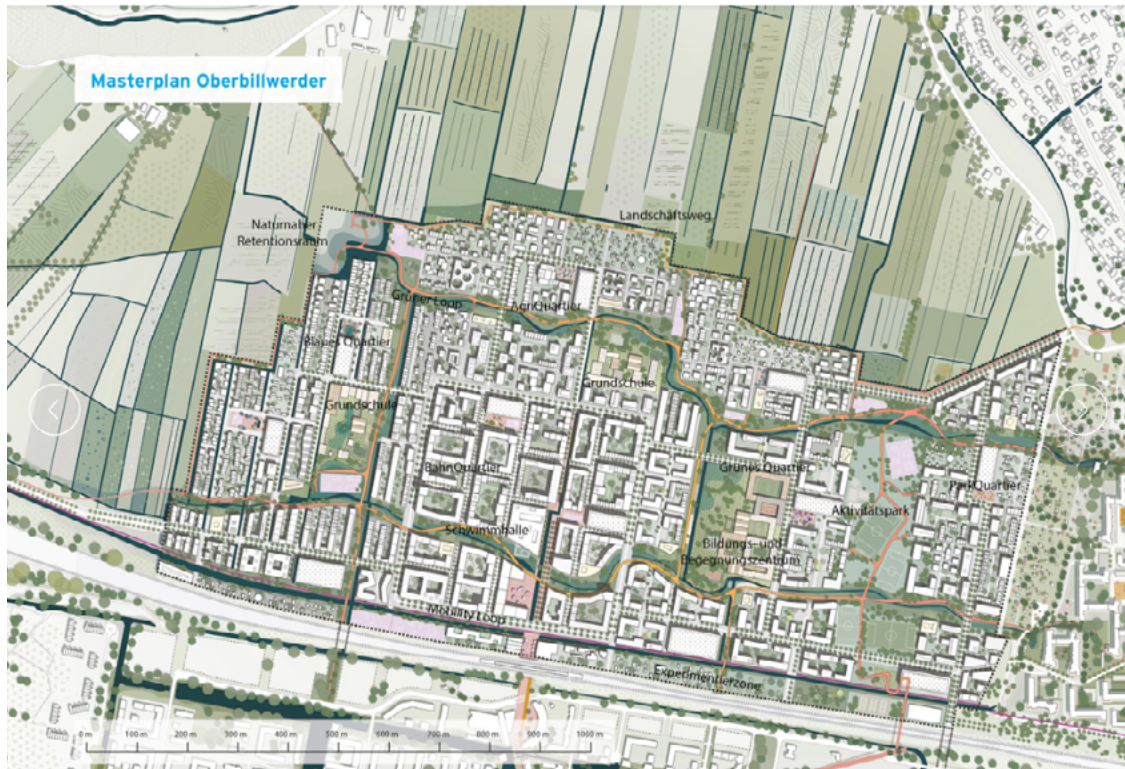 Masterplan Oberbillwerder
Landschaftsweg
Naturnaher
Retentionsraum
Grüner Loop
AgriQuartier
Blaues Quartier
Grundschule
Grundschule
BahnQuartier
Grünes Quartier
ParkQuartier
Aktivitätspark
Schwimmhalle
Bildungs- und
Begegnungszentrum
Mobility Loop
Experimentierzone
0 m 100 m 200 m 300 m 400 m 500 m 600 m 700 m 800 m 900 m 1000 m